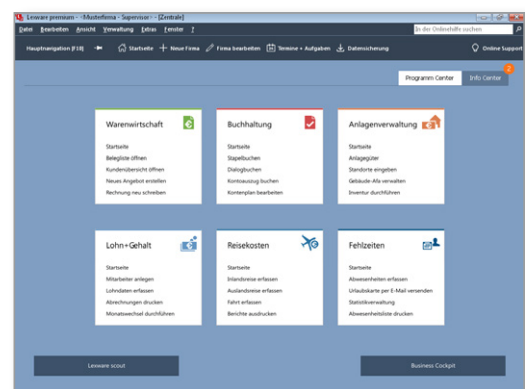 Lexware premium - <Musterfirma - Supervisor> - [Zentrale]
Datei Bearbeiten Ansicht Verwaltung Extras Fenster ?
In der Onlinehilfe suchen
Hauptnavigation [F10] Startseite Neue Firma Firma bearbeiten Termine + Aufgaben Datensicherung Online Support
2
Programm Center Info Center
Warenwirtschaft
Startseite
Belegliste öffnen
Kundenübersicht öffnen
Neues Angebot erstellen
Rechnung neu schreiben
Buchhaltung
Startseite
Stapelbuchen
Dialogbuchen
Kontoauszug buchen
Kontenplan bearbeiten
Anlagenverwaltung
Startseite
Anlagegüter
Standorte eingeben
Gebäude-Afa verwalten
Inventur durchführen
Lohn+Gehalt
Startseite
Mitarbeiter anlegen
Lohndaten erfassen
Abrechnungen drucken
Monatswechsel durchführen
Reisekosten
Startseite
Inlandsreise erfassen
Auslandsreise erfassen
Fahrt erfassen
Berichte ausdrucken
Fehlzeiten
Startseite
Abwesenheiten erfassen
Urlaubskarte per E-Mail versenden
Statistikverwaltung
Abwesenheitsliste drucken
Lexware scout
Business Cockpit